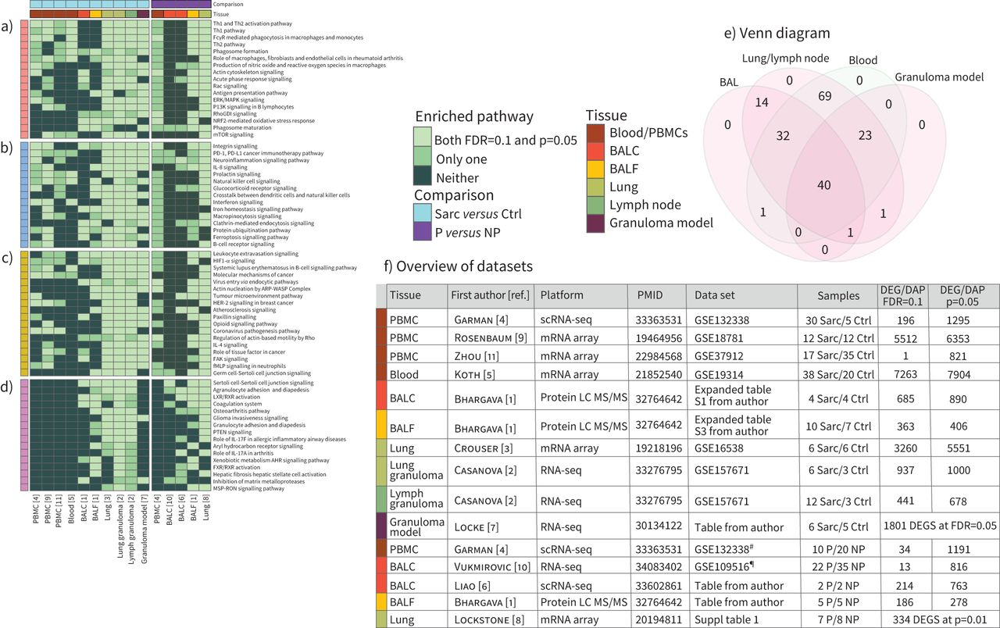 Comparison
Tissue
a)
Th1 and Th2 activation pathway
Th1 pathway
FcγR mediated phagocytosis in macrophages and monocytes
Th2 pathway
Phagosome formation
Role of macrophages, fibroblasts and endothelial cells in rheumatoid arthritis
Production of nitric oxide and reactive oxygen species in macrophages
Actin cytoskeleton signalling
Acute phase response signalling
Rac signalling
Antigen presentation pathway
ERK/MAPK signalling
P13K signalling in B lymphocytes
RhoGDI signalling
NRF2-mediated oxidative stress response
Phagosome maturation
mTOR signalling
b)
Integrin signalling
PD-1, PD-L1 cancer immunotherapy pathway
Neuroinflammation signalling pathway
IL-8 signalling
Prolactin signalling
Natural killer cell signalling
Glucocorticoid receptor signalling
Crosstalk between dendritic cells and natural killer cells
Interferon signalling
Iron homeostasis signalling pathway
Macropinocytosis signalling
Clathrin-mediated endocytosis signalling
Protein ubiquitination pathway
Ferroptosis signalling pathway
B-cell receptor signalling
c)
Leukocyte extravasation signalling
HIF1-α signalling
Systemic lupus erythematosus in B-cell signalling pathway
Molecular mechanisms of cancer
Virus entry via endocytic pathways
Actin nucleation by ARP-WASP Complex
Tumour microenvironment pathway
HER-2 signalling in breast cancer
Atherosclerosis signalling
Paxillin signalling
Opioid signalling pathway
Coronavirus pathogenesis pathway
Regulation of actin-based motility by Rho
IL-4 signalling
Role of tissue factor in cancer
FAK signalling
fMLP signalling in neutrophils
Germ cell-Sertoli cell junction signalling
d)
Sertoli cell-Sertoli cell junction signalling
Agranulocyte adhesion and diapedesis
LXR/RXR activation
Coagulation system
Osteoarthritis pathway
Glioma invasiveness signalling
Granulocyte adhesion and diapedesis
PTEN signalling
Role of IL-17F in allergic inflammatory airway diseases
Aryl hydrocarbon receptor signalling
Role of IL-17A in arthritis
Xenobiotic metabolism AHR signalling pathway
FXR/RXR activation
Hepatic fibrosis hepatic stellate cell activation
Inhibition of matrix metalloproteases
MSP-RON signalling pathway
PBMC [4]
PBMC [9]
PBMC [11]
Blood [5]
BALC [1]
BALF [1]
Lung [3]
Lung granuloma [2]
Lymph granuloma [2]
Granuloma model [7]
PBMC [4]
BALC [10]
BALC [6]
BALF [1]
Lung [8]
Enriched pathway
Both FDR=0.1 and p=0.05
Only one
Neither
Comparison
Sarc versus Ctrl
P versus NP
Tissue
Blood/PBMCs
BALC
BALF
Lung
Lymph node
Granuloma model
e) Venn diagram
Lung/lymph node
Blood
BAL
Granuloma model
0
0
14
69
0
0
0
32
23
40
1
1
0
1
0
f) Overview of datasets
Tissue First author [ref.] Platform PMID Data set Samples DEG/DAP FDR=0.1 DEG/DAP p=0.05
PBMC Garman [4] scRNA-seq 33363531 GSE132338 30 Sarc/5 Ctrl 196 1295
PBMC Rosenbaum [9] mRNA array 19464956 GSE18781 12 Sarc/12 Ctrl 5512 6353
PBMC Zhou [11] mRNA array 22984568 GSE37912 17 Sarc/35 Ctrl 1 821
Blood Koth [5] mRNA array 21852540 GSE19314 38 Sarc/20 Ctrl 7263 7904
BALC Bhargava [1] Protein LC MS/MS 32764642 Expanded table S1 from author 4 Sarc/4 Ctrl 685 890
BALF Bhargava [1] Protein LC MS/MS 32764642 Expanded table S3 from author 10 Sarc/7 Ctrl 363 406
Lung Crouser [3] mRNA array 19218196 GSE16538 6 Sarc/6 Ctrl 3260 5551
Lung granuloma Casanova [2] RNA-seq 33276795 GSE157671 6 Sarc/3 Ctrl 937 1000
Lymph granuloma Casanova [2] RNA-seq 33276795 GSE157671 12 Sarc/3 Ctrl 441 678
Granuloma model Locke [7] RNA-seq 30134122 Table from author 6 Sarc/5 Ctrl 1801 DEGS at FDR=0.05
PBMC Garman [4] scRNA-seq 33363531 GSE132338# 10 P/20 NP 34 1191
BALC Vukmirovic [10] RNA-seq 34083402 GSE109516¶ 22 P/35 NP 13 816
BALC Liao [6] scRNA-seq 33602861 Table from author 2 P/2 NP 214 763
BALF Bhargava [1] Protein LC MS/MS 32764642 Table from author 5 P/5 NP 186 278
Lung Lockstone [8] mRNA array 20194811 Suppl table 1 7 P/8 NP 334 DEGS at p=0.01